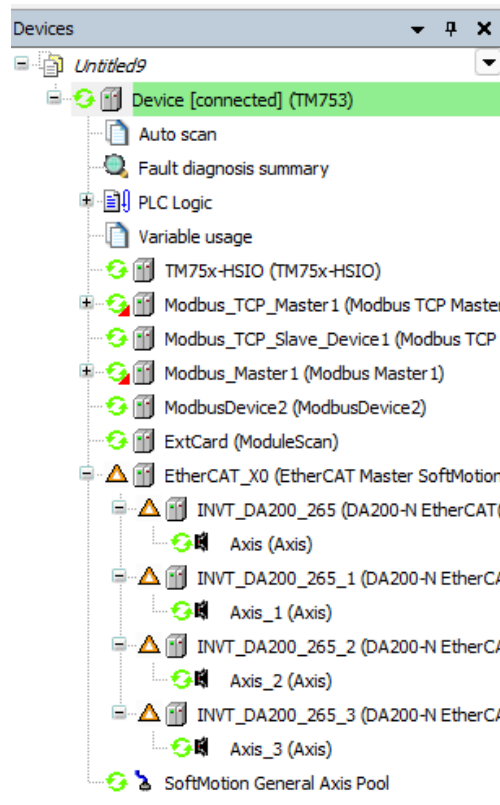 Devices
Untitled9
Device [connected] (TM753)
Auto scan
Fault diagnosis summary
PLC Logic
Variable usage
TM75x-HSIO (TM75x-HSIO)
Modbus_TCP_Master1 (Modbus TCP Master
Modbus_TCP_Slave_Device1 (Modbus TCP
Modbus_Master1 (Modbus Master1)
ModbusDevice2 (ModbusDevice2)
ExtCard (ModuleScan)
EtherCAT_X0 (EtherCAT Master SoftMotion
INVT_DA200_265 (DA200-N EtherCAT(
Axis (Axis)
INVT_DA200_265_1 (DA200-N EtherCA
Axis_1 (Axis)
INVT_DA200_265_2 (DA200-N EtherCA
Axis_2 (Axis)
INVT_DA200_265_3 (DA200-N EtherCA
Axis_3 (Axis)
SoftMotion General Axis Pool